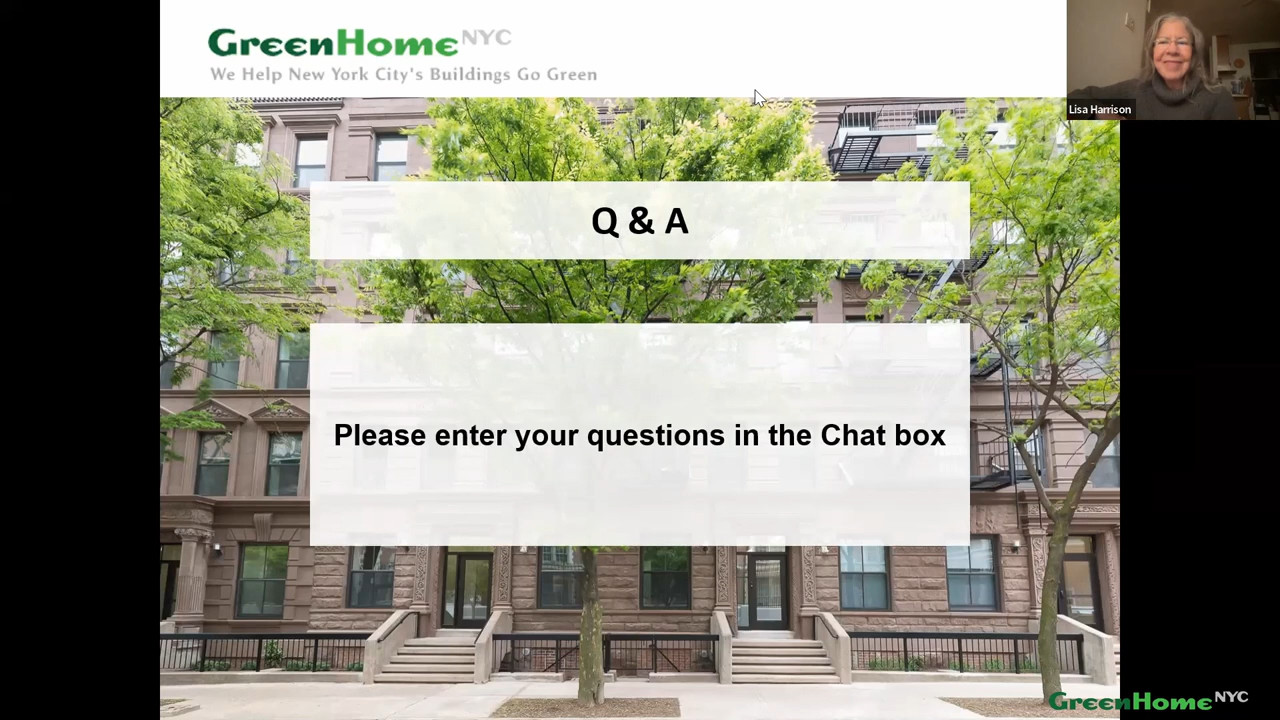 GreenHomeNYC
We Help New York City's Buildings Go Green
Lisa Harrison
Q & A
Please enter your questions in the Chat box
GreenHomeNYC